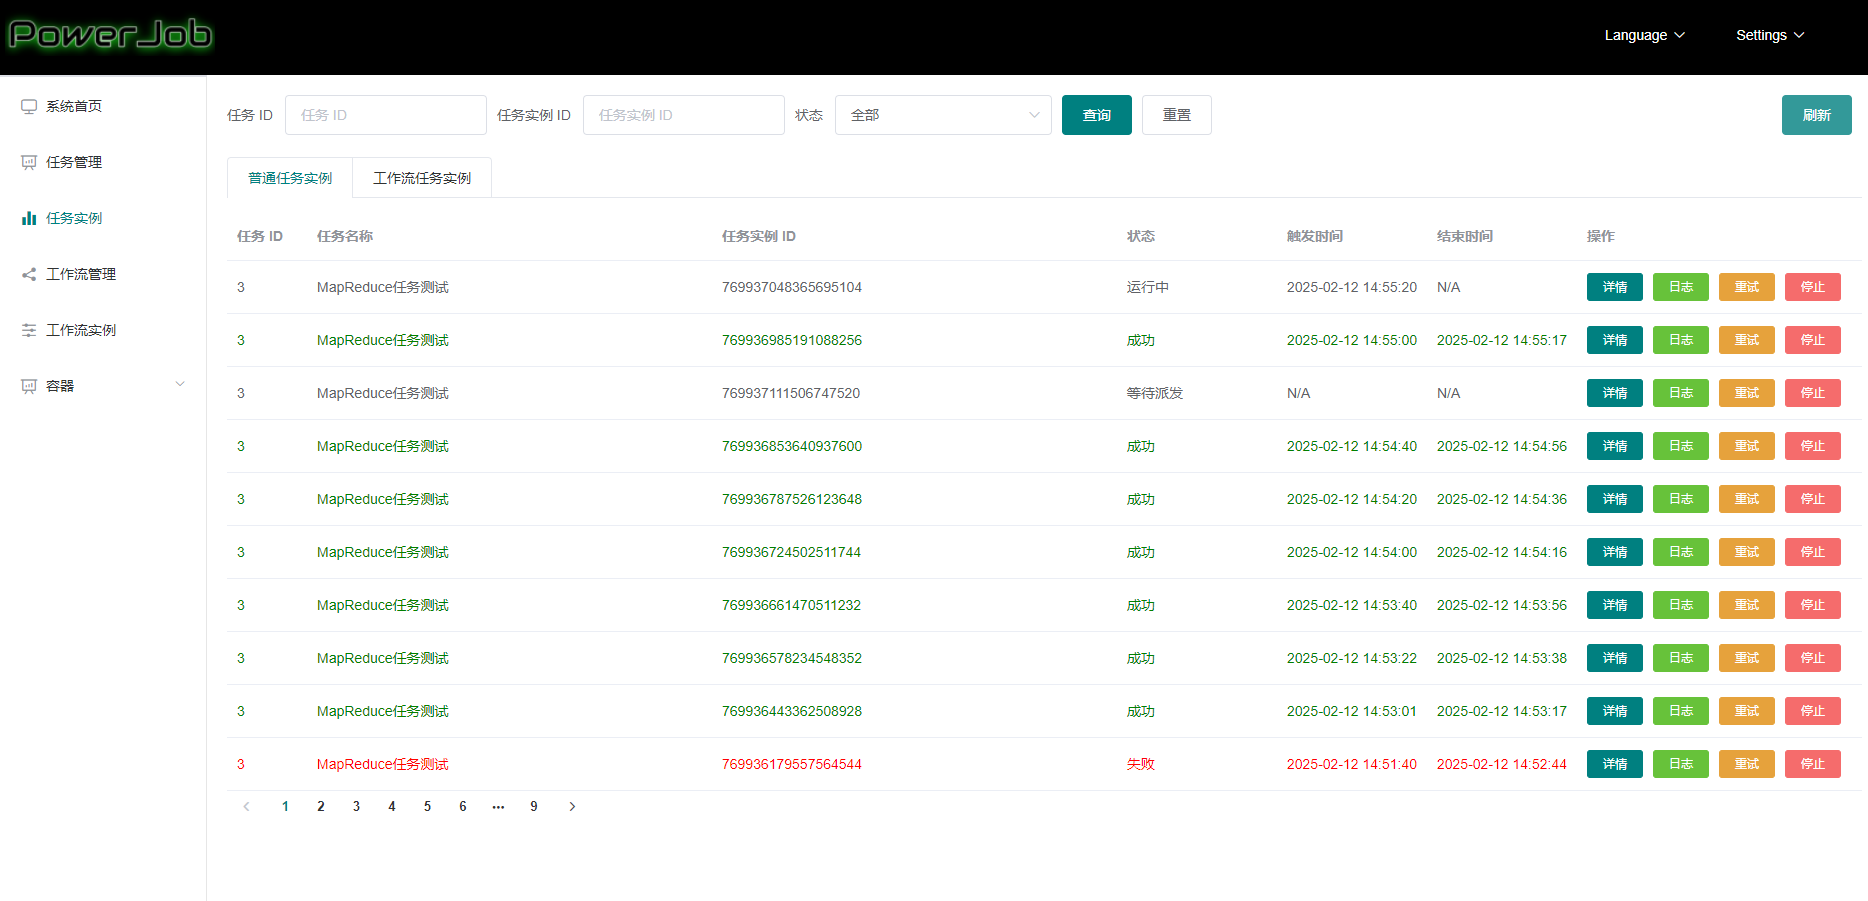 PowerJob
Language
Settings
系统首页
任务管理
任务实例
工作流管理
工作流实例
容器
任务 ID 任务 ID 任务实例 ID 任务实例 ID 状态 全部 查询 重置 刷新
普通任务实例 工作流任务实例
任务 ID 任务名称 任务实例 ID 状态 触发时间 结束时间 操作
3 MapReduce任务测试 769937048365695104 运行中 2025-02-12 14:55:20 N/A 详情 日志 重试 停止
3 MapReduce任务测试 769936985191088256 成功 2025-02-12 14:55:00 2025-02-12 14:55:17 详情 日志 重试 停止
3 MapReduce任务测试 769937111506747520 等待派发 N/A N/A 详情 日志 重试 停止
3 MapReduce任务测试 769936853640937600 成功 2025-02-12 14:54:40 2025-02-12 14:54:56 详情 日志 重试 停止
3 MapReduce任务测试 769936787526123648 成功 2025-02-12 14:54:20 2025-02-12 14:54:36 详情 日志 重试 停止
3 MapReduce任务测试 769936724502511744 成功 2025-02-12 14:54:00 2025-02-12 14:54:16 详情 日志 重试 停止
3 MapReduce任务测试 769936661470511232 成功 2025-02-12 14:53:40 2025-02-12 14:53:56 详情 日志 重试 停止
3 MapReduce任务测试 769936578234548352 成功 2025-02-12 14:53:22 2025-02-12 14:53:38 详情 日志 重试 停止
3 MapReduce任务测试 769936443362508928 成功 2025-02-12 14:53:01 2025-02-12 14:53:17 详情 日志 重试 停止
3 MapReduce任务测试 769936179557564544 失败 2025-02-12 14:51:40 2025-02-12 14:52:44 详情 日志 重试 停止
1 2 3 4 5 6 ··· 9